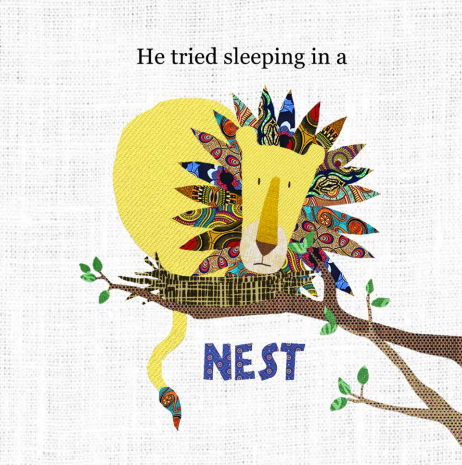 He tried sleeping in a
NEST